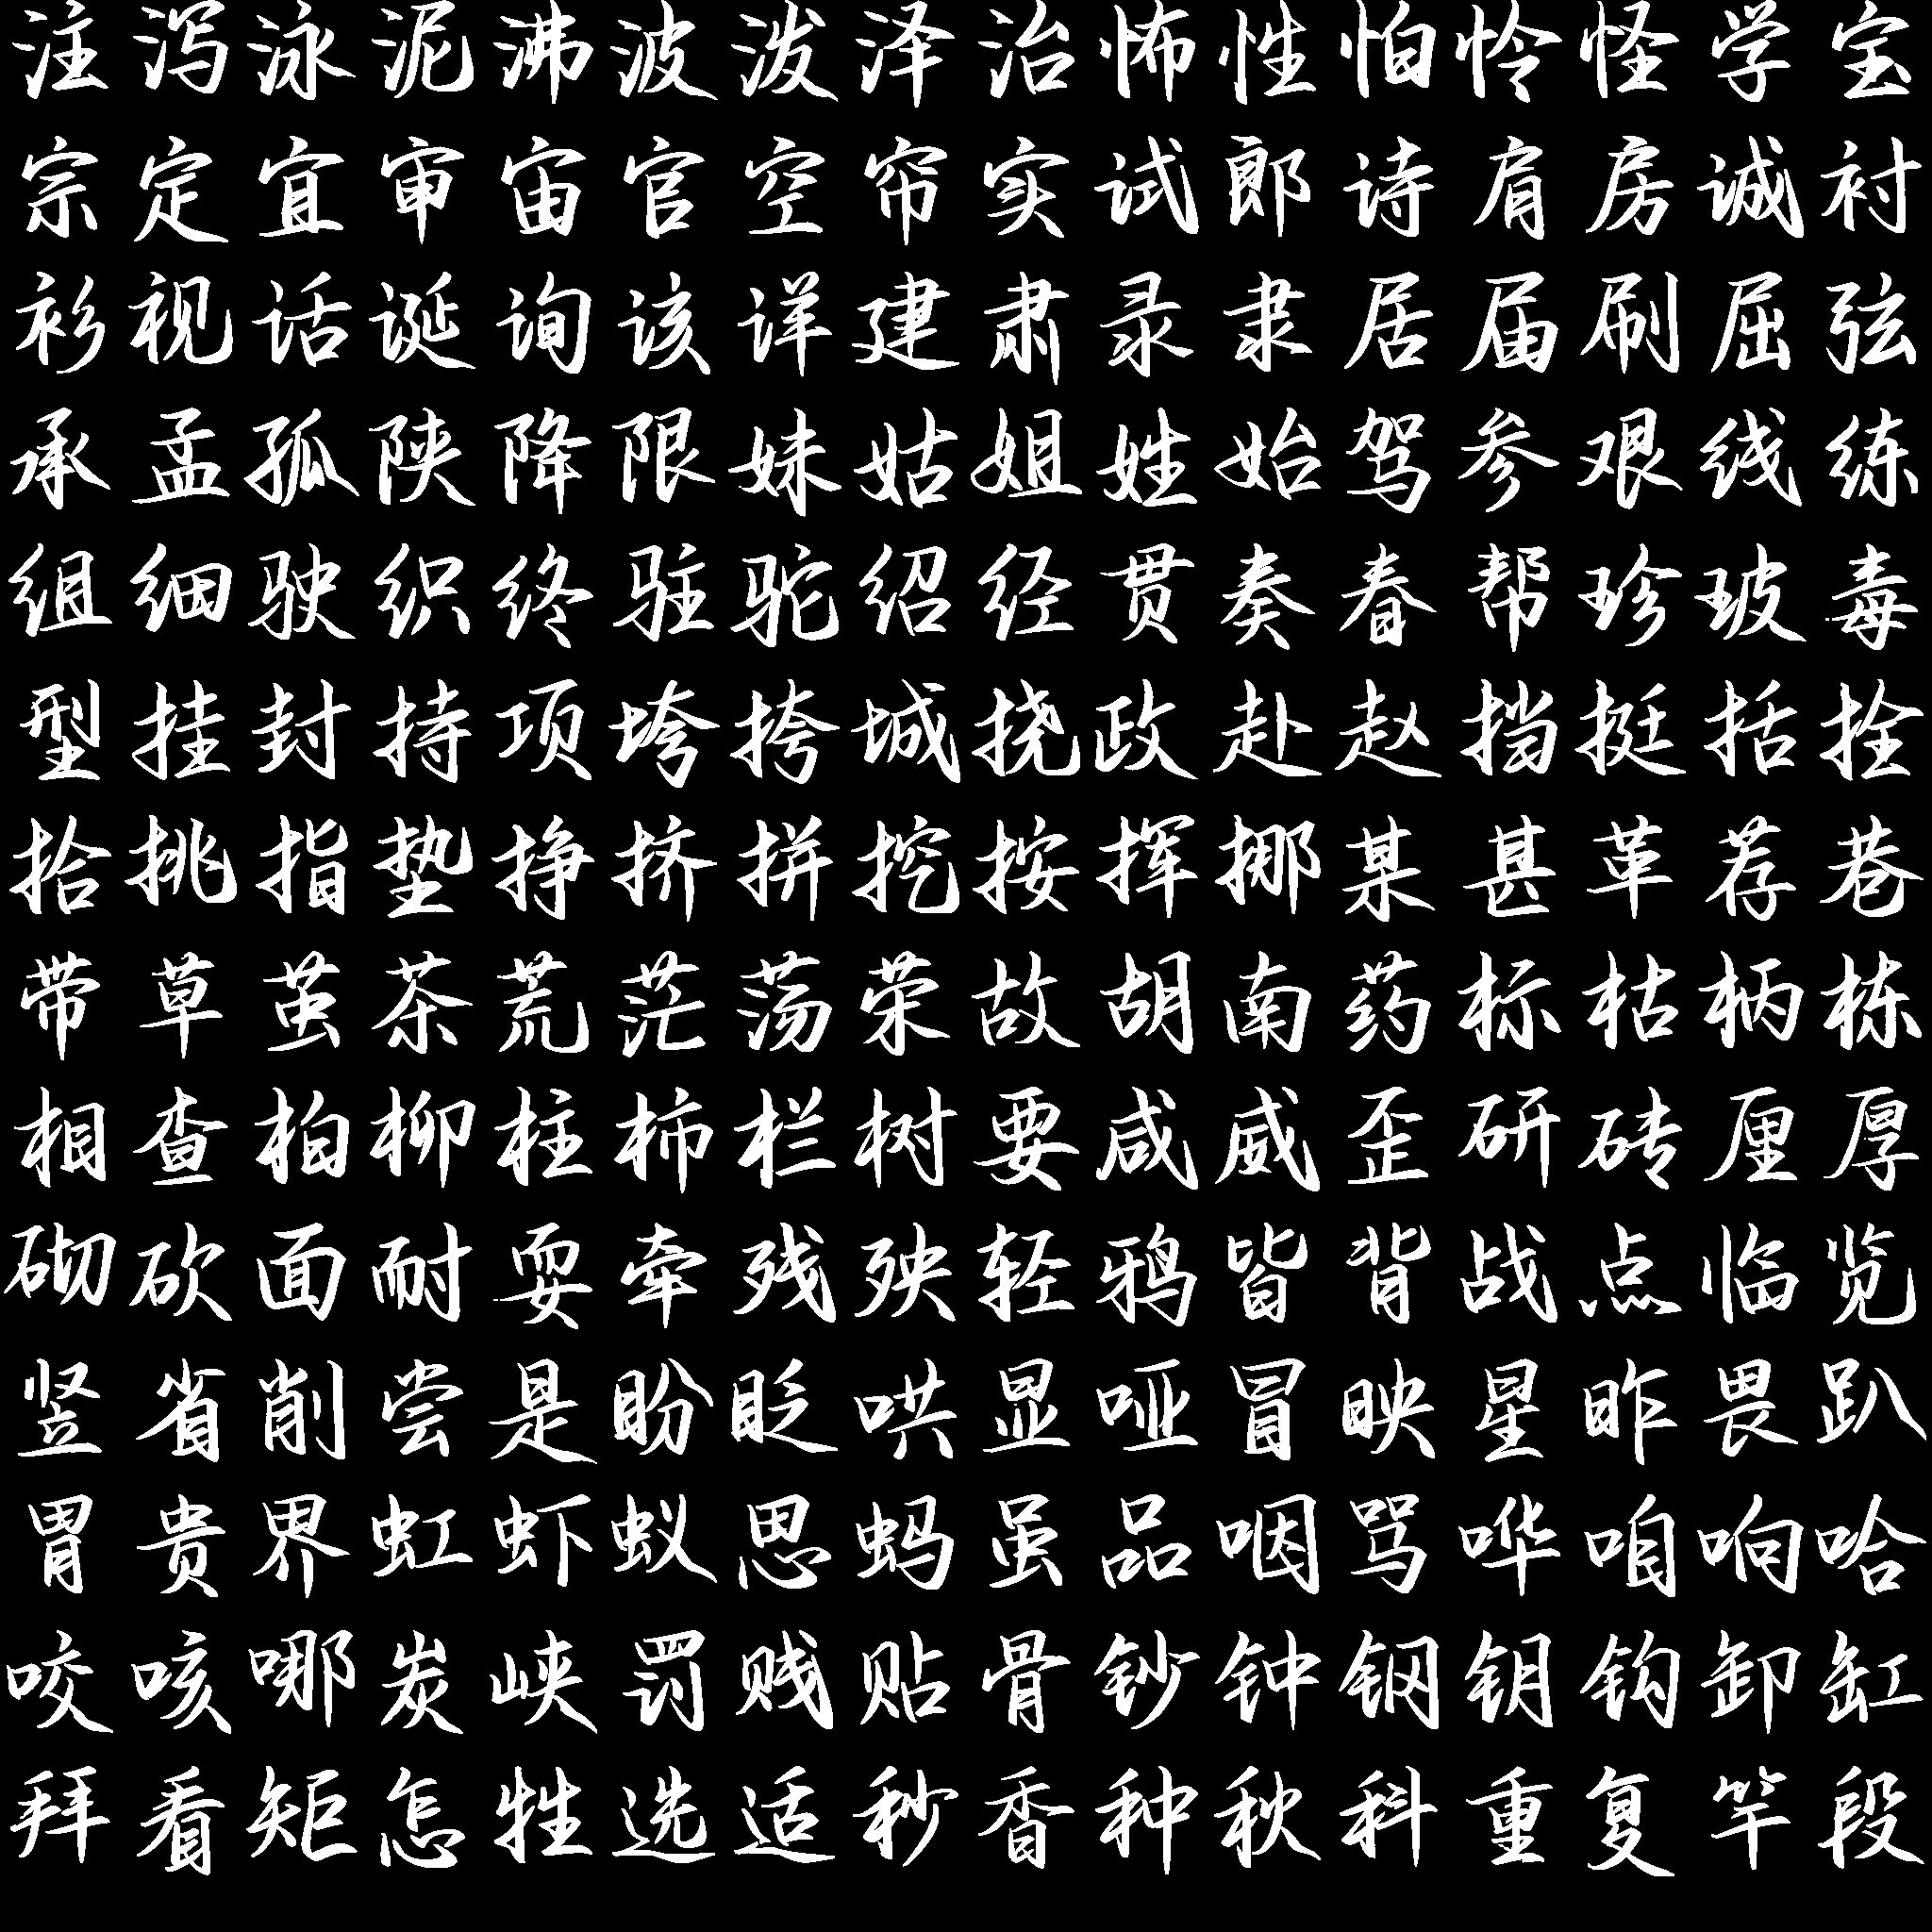 注泻泳泥沸波泼泽治怖性怕怜怪学宝
宗定宜审宙官空帘实试郎诗肩房诚衬
衫视话诞询该详建肃录隶居届刷屈弦
承孟孤陕降限妹姑姐姓始驾参艰线练
组细驶织终驻驼绍经贯奏春帮珍玻毒
型挂封持项垮挎城挠政赴赵挡挺括拴
拾挑指垫挣挤拼挖按挥挪某甚革荐巷
带草茧茶荒茫荡荣故胡南药标枯柄栋
相查柏柳柱柿栏树要咸威歪研砖厘厚
砌砍面耐耍牵残殃轻鸦皆背战点临览
竖省削尝是盼眨哄显哑冒映星昨畏趴
胃贵界虹虾蚁思蚂虽品咽骂哗咱响哈
咬咳哪炭峡罚贱贴骨钞钟钢钥钩卸缸
拜看矩怎牲选适秒香种秋科重复竿段